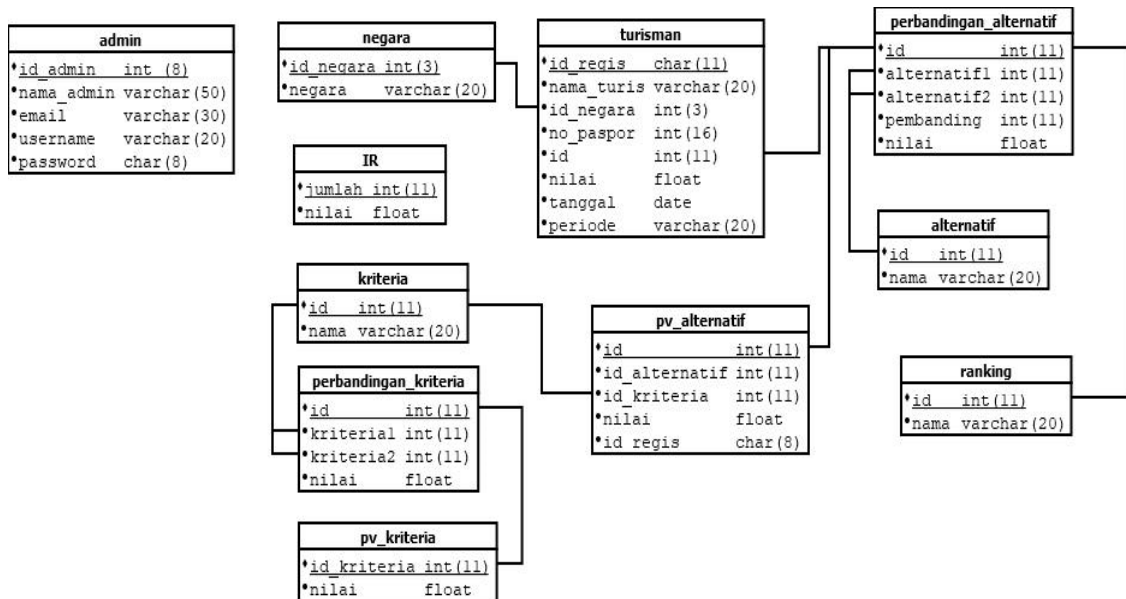 admin
id_admin int (8)
nama_admin varchar(50)
email varchar(30)
username varchar(20)
password char(8)
negara
id_negara int(3)
negara varchar(20)
IR
jumlah int(11)
nilai float
turisman
id_regis char(11)
nama_turis varchar(20)
id_negara int(3)
no_paspor int(16)
id int(11)
nilai float
tanggal date
periode varchar(20)
perbandingan_alternatif
id int(11)
alternatif1 int(11)
alternatif2 int(11)
pembanding int(11)
nilai float
alternatif
id int(11)
nama varchar(20)
kriteria
id int(11)
nama varchar(20)
perbandingan_kriteria
id int(11)
kriteria1 int(11)
kriteria2 int(11)
nilai float
pv_kriteria
id_kriteria int(11)
nilai float
pv_alternatif
id int(11)
id_alternatif int(11)
id_kriteria int(11)
nilai float
id_regis char(8)
ranking
id int(11)
nama varchar(20)